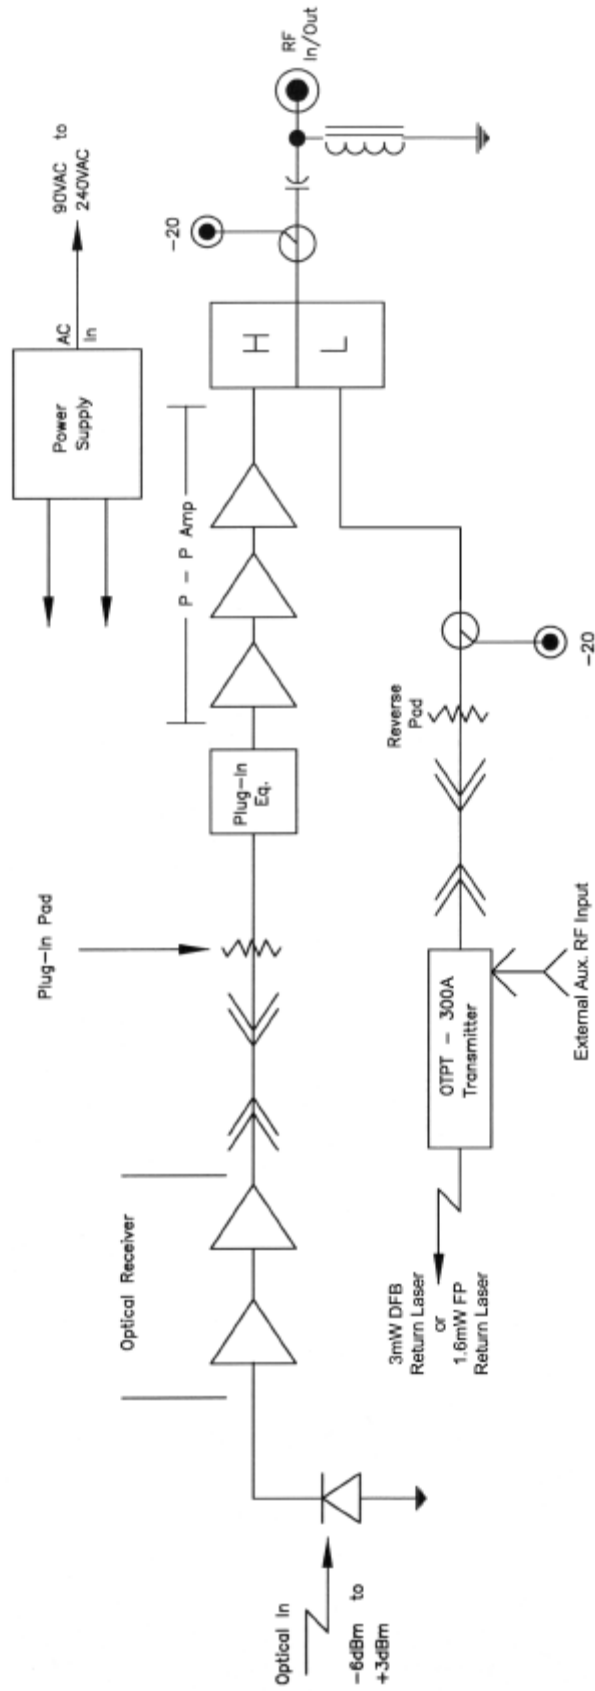 Optical In
-6dBm to
+3dBm
Optical Receiver
Plug-In Pad
Plug-In
Eq.
P - P Amp
Power
Supply
AC
In
90VAC to
240VAC
H
L
-20
RF
In/Out
3mW DFB
Return Laser
or
1.6mW FP
Return Laser
OTPT - 300A
Transmitter
External Aux. RF Input
Reverse
Pad
-20